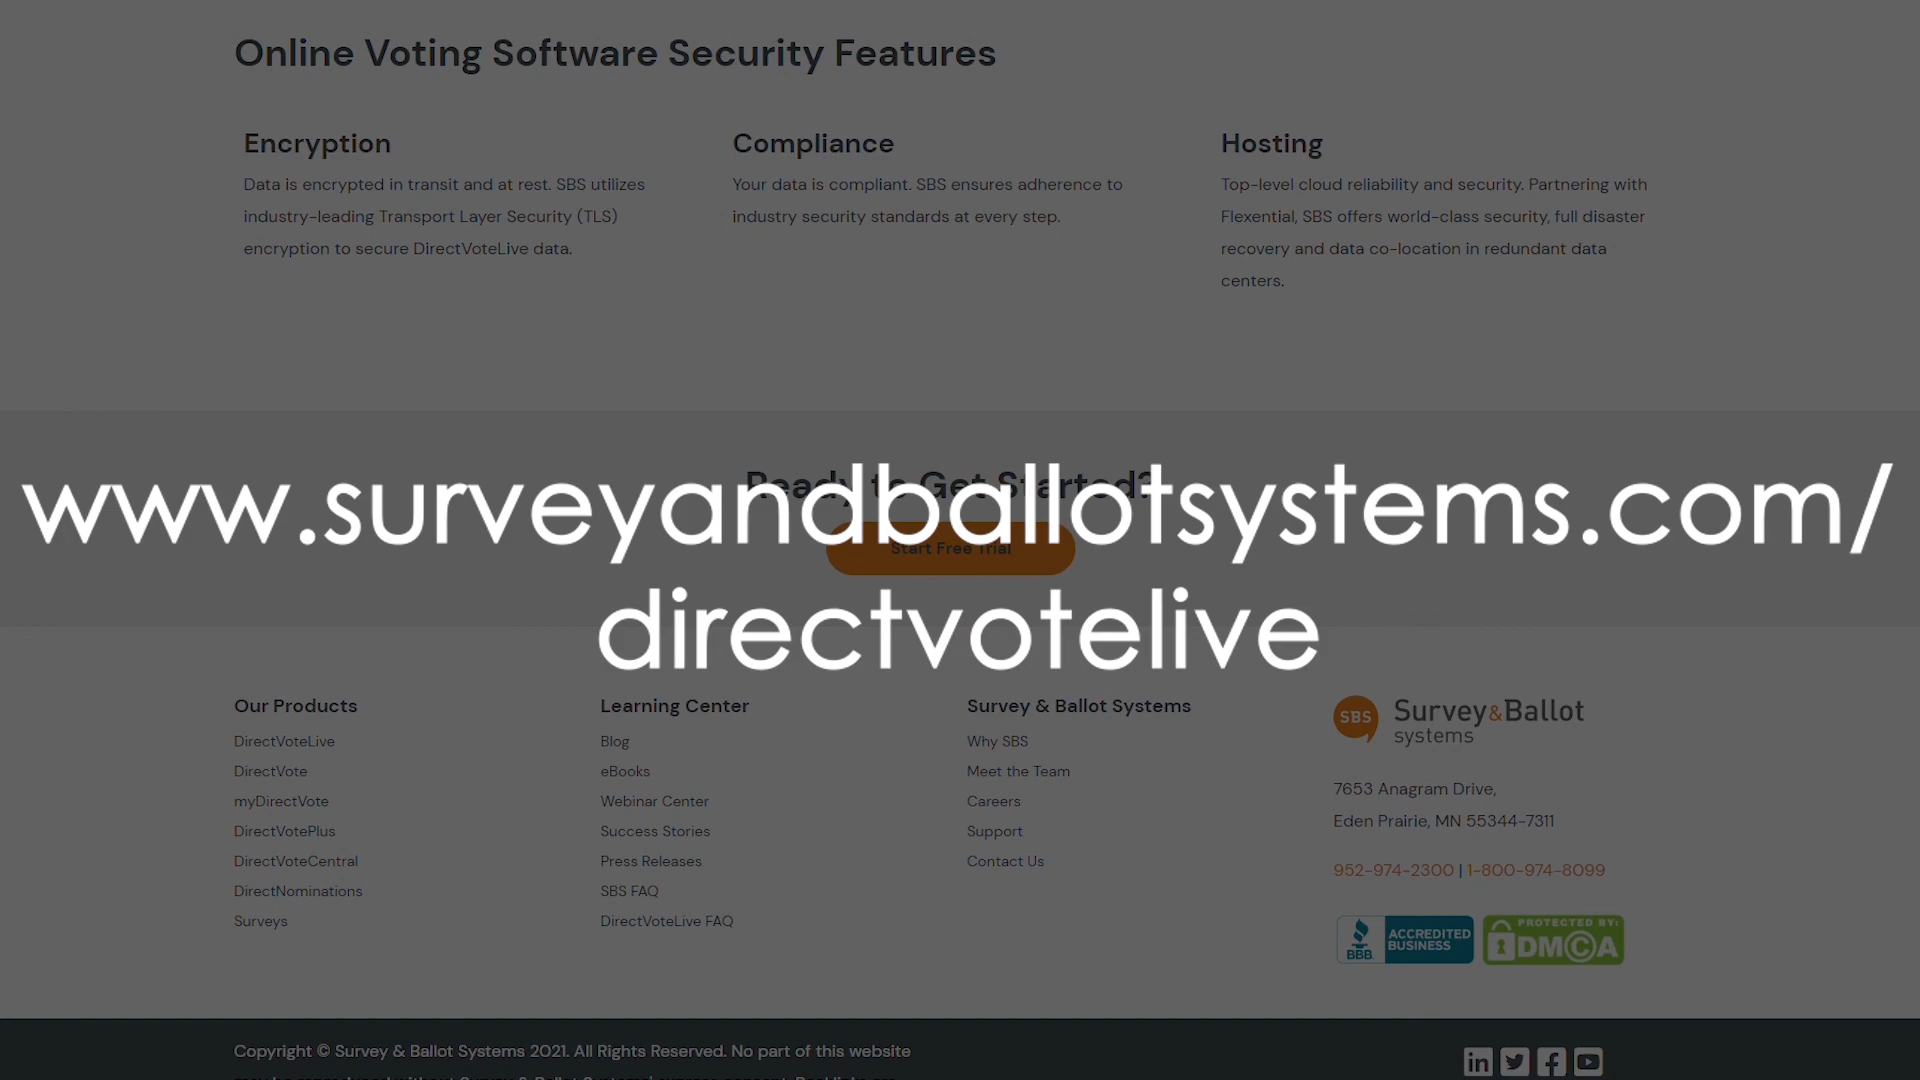 Online Voting Software Security Features
Encryption
Data is encrypted in transit and at rest. SBS utilizes
industry-leading Transport Layer Security (TLS)
encryption to secure DirectVoteLive data.
Compliance
Your data is compliant. SBS ensures adherence to
industry security standards at every step.
Hosting
Top-level cloud reliability and security. Partnering with
Flexential, SBS offers world-class security, full disaster
recovery and data co-location in redundant data
centers.
Ready to Get Started?
Start Free Trial
www.surveyandballotsystems.com/
directvotelive
Our Products
DirectVoteLive
DirectVote
myDirectVote
DirectVotePlus
DirectVoteCentral
DirectNominations
Surveys
Learning Center
Blog
eBooks
Webinar Center
Success Stories
Press Releases
SBS FAQ
DirectVoteLive FAQ
Survey & Ballot Systems
Why SBS
Meet the Team
Careers
Support
Contact Us
SBS Survey&Ballot
systems
7653 Anagram Drive,
Eden Prairie, MN 55344-7311
952-974-2300 | 1-800-974-8099
BBB
ACCREDITED
BUSINESS
PROTECTED BY:
DMCA
Copyright © Survey & Ballot Systems 2021. All Rights Reserved. No part of this website